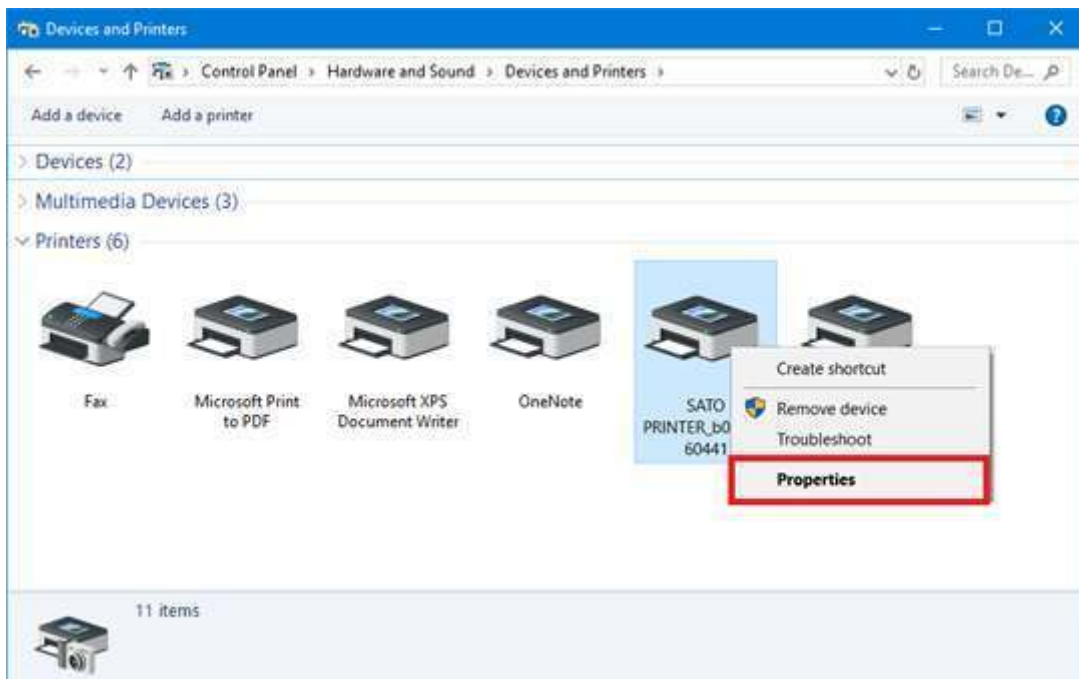 Devices and Printers
Control Panel > Hardware and Sound > Devices and Printers >
Search De...
Add a device Add a printer
Devices (2)
Multimedia Devices (3)
Printers (6)
Fax
Microsoft Print
to PDF
Microsoft XPS
Document Writer
OneNote
SATO
PRINTER_b0
60441
Create shortcut
Remove device
Troubleshoot
Properties
11 items